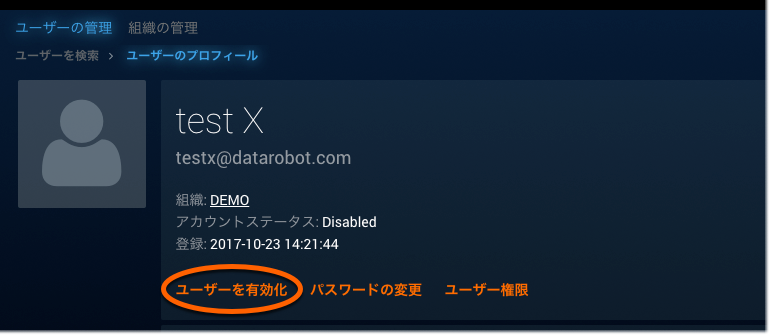 ユーザーの管理 組織の管理
ユーザーを検索 › ユーザーのプロフィール
test X
testx@datarobot.com
組織: DEMO
アカウントステータス: Disabled
登録: 2017-10-23 14:21:44
ユーザーを有効化 パスワードの変更 ユーザー権限